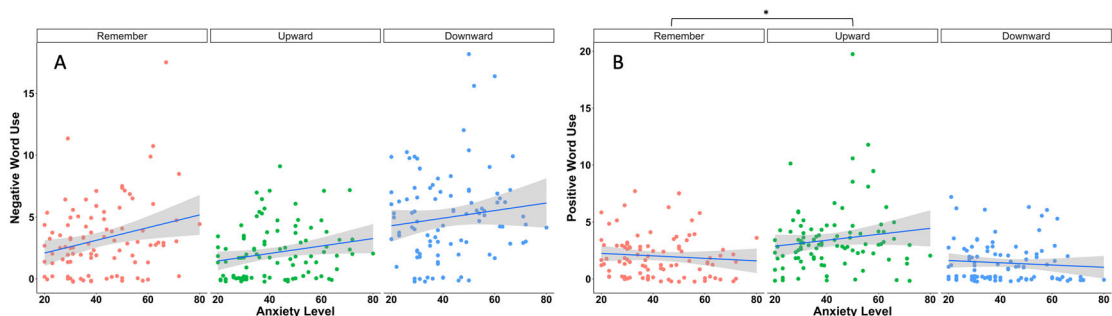 *
Remember Upward Downward
A
Negative Word Use
15
10
5
0
20 40 60 80 20 40 60 80 20 40 60 80
Anxiety Level
Remember Upward Downward
B
Positive Word Use
20
15
10
5
0
20 40 60 80 20 40 60 80 20 40 60 80
Anxiety Level